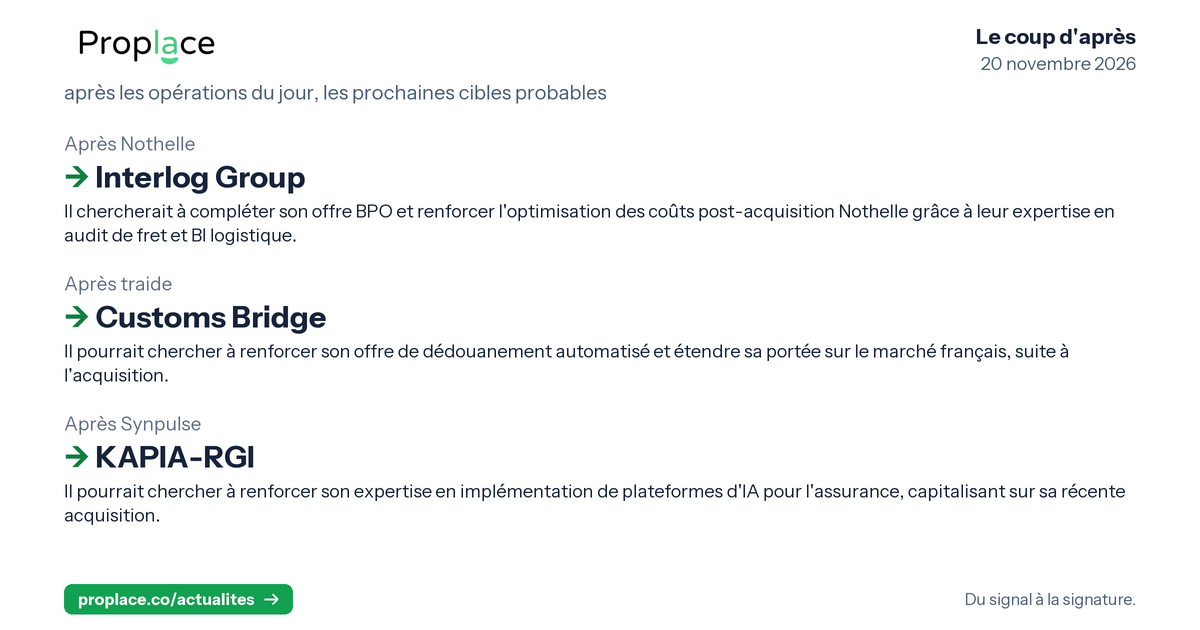 Proplace
Le coup d'après
20 novembre 2026
après les opérations du jour, les prochaines cibles probables
Après Nothelle
→ Interlog Group
Il chercherait à compléter son offre BPO et renforcer l'optimisation des coûts post-acquisition Nothelle grâce à leur expertise en
audit de fret et BI logistique.
Après traide
→ Customs Bridge
Il pourrait chercher à renforcer son offre de dédouanement automatisé et étendre sa portée sur le marché français, suite à
l'acquisition.
Après Synpulse
→ KAPIA-RGI
Il pourrait chercher à renforcer son expertise en implémentation de plateformes d'IA pour l'assurance, capitalisant sur sa récente
acquisition.
proplace.co/actualites →
Du signal à la signature.